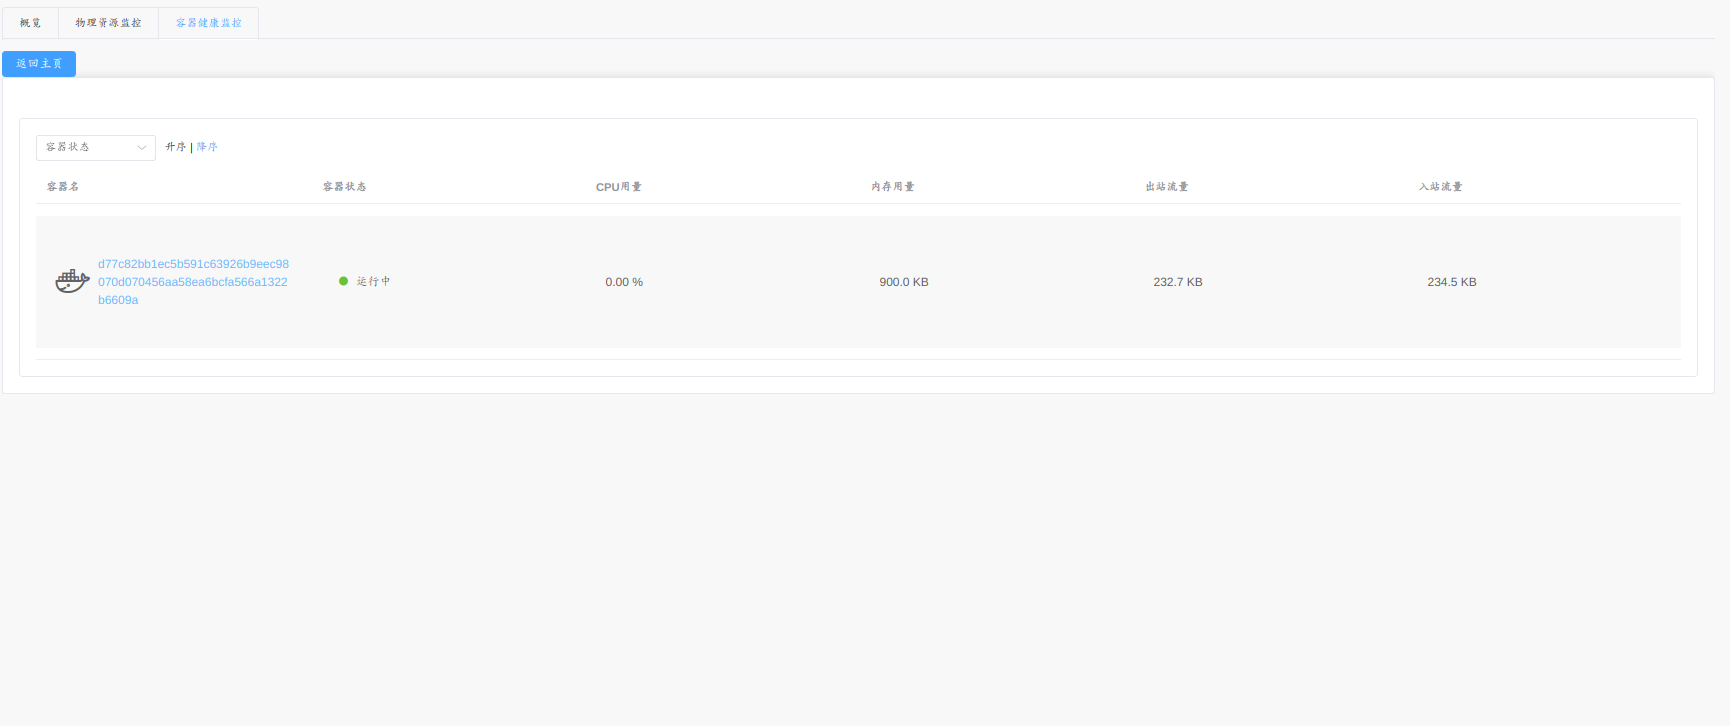 概览 物理资源监控 容器健康监控
返回主页
容器状态 升序 | 降序
容器名 容器状态 CPU用量 内存用量 出站流量 入站流量
d77c82bb1ec5b591c63926b9eec98
070d070456aa58ea6bcfa566a1322
b6609a
运行中 0.00 % 900.0 KB 232.7 KB 234.5 KB